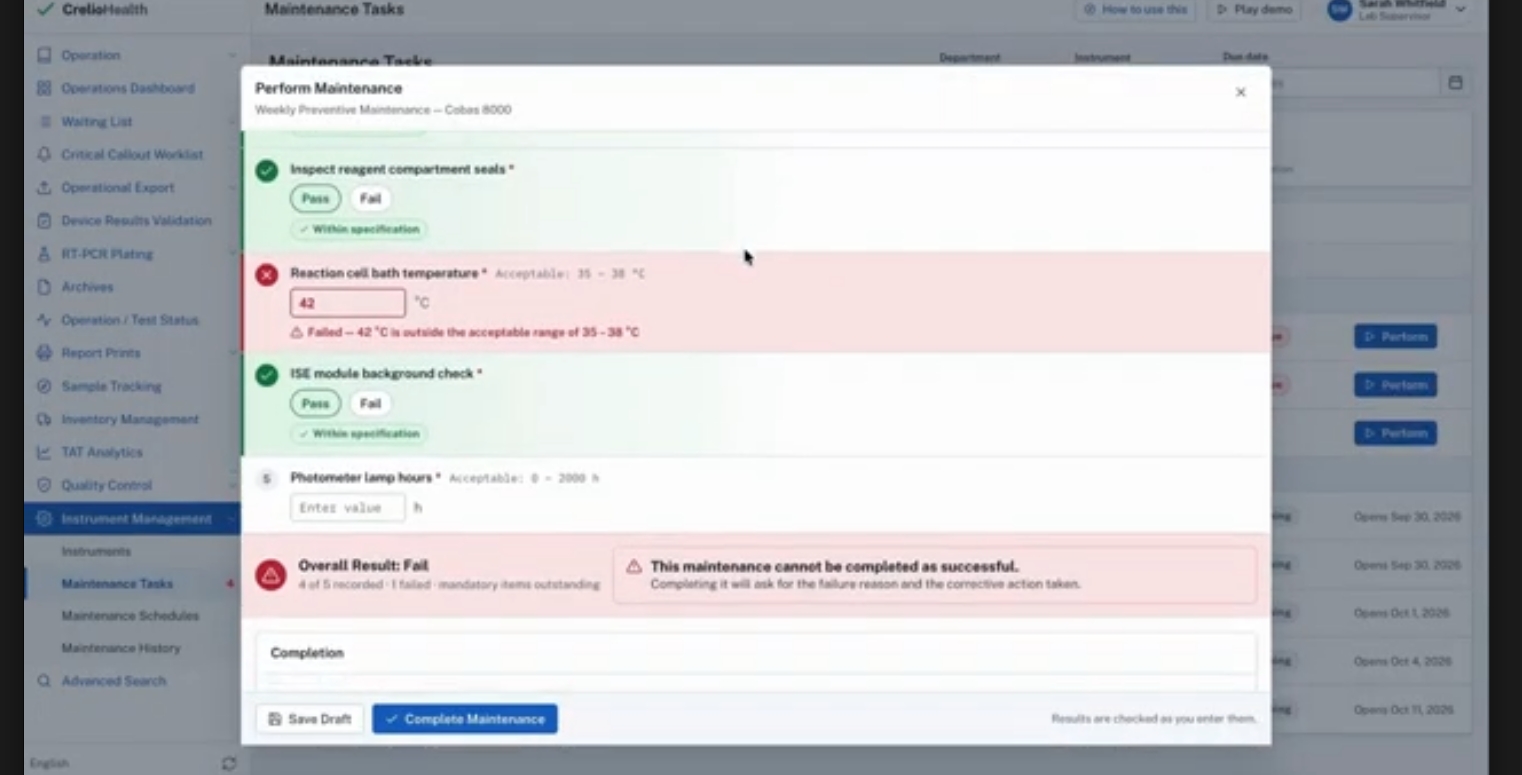 CrelioHealth
Maintenance Tasks
How to use this
Play demo
Sarah Whitfield
Lab Supervisor
Operation
Operations Dashboard
Waiting List
Critical Callout Worklist
Operational Export
Device Results Validation
RT-PCR Plating
Archives
Operation / Test Status
Report Prints
Sample Tracking
Inventory Management
TAT Analytics
Quality Control
Instrument Management
Instruments
Maintenance Tasks 4
Maintenance Schedules
Maintenance History
Advanced Search
English
Maintenance Tasks
Department
Instrument
Due date
Perform Maintenance
Weekly Preventive Maintenance — Cobas 8000
Inspect reagent compartment seals *
Pass Fail
Within specification
Reaction cell bath temperature * Acceptable: 35 – 38 °C
42 °C
Failed — 42 °C is outside the acceptable range of 35–38 °C
ISE module background check *
Pass Fail
Within specification
5 Photometer lamp hours * Acceptable: 0 – 2000 h
Enter value h
Overall Result: Fail
4 of 5 recorded · 1 failed · mandatory items outstanding
This maintenance cannot be completed as successful.
Completing it will ask for the failure reason and the corrective action taken.
Completion
Save Draft
Complete Maintenance
Results are checked as you enter them.
Perform
Perform
Perform
Opens Sep 30, 2026
Opens Sep 30, 2026
Opens Oct 1, 2026
Opens Oct 4, 2026
Opens Oct 11, 2026